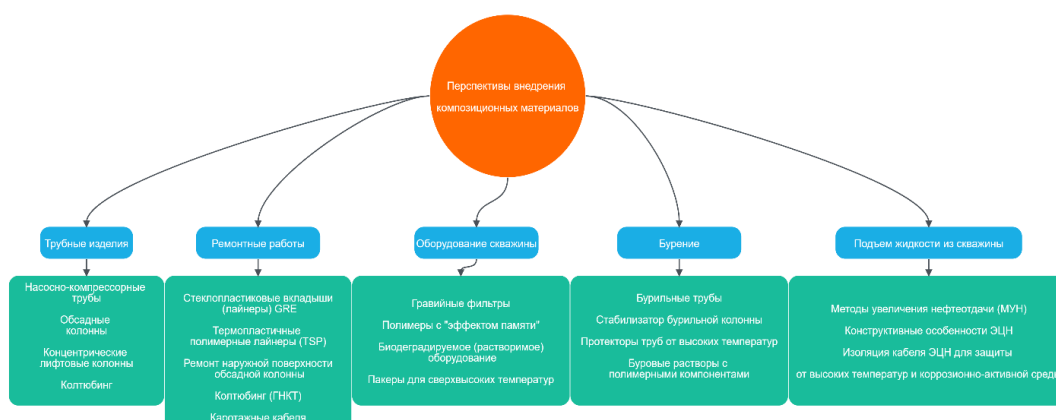 Перспективы внедрения
композиционных материалов
Трубные изделия
Насосно-компрессорные
трубы
Обсадные
колонны
Концентрические
лифтовые колонны
Колтюбинг
Ремонтные работы
Стеклопластиковые вкладыши
(лайнеры) GRE
Термопластичные
полимерные лайнеры (TSP)
Ремонт наружной поверхности
обсадной колонны
Колтюбинг (ГНКТ)
Каротажные кабеля
Оборудование скважины
Гравийные фильтры
Полимеры с "эффектом памяти"
Биодеградируемое (растворимое)
оборудование
Пакеры для сверхвысоких температур
Бурение
Бурильные трубы
Стабилизатор бурильной колонны
Протекторы труб от высоких температур
Буровые растворы с
полимерными компонентами
Подъем жидкости из скважины
Методы увеличения нефтеотдачи (МУН)
Конструктивные особенности ЭЦН
Изоляция кабеля ЭЦН для защиты
от высоких температур и коррозионно-активной среды